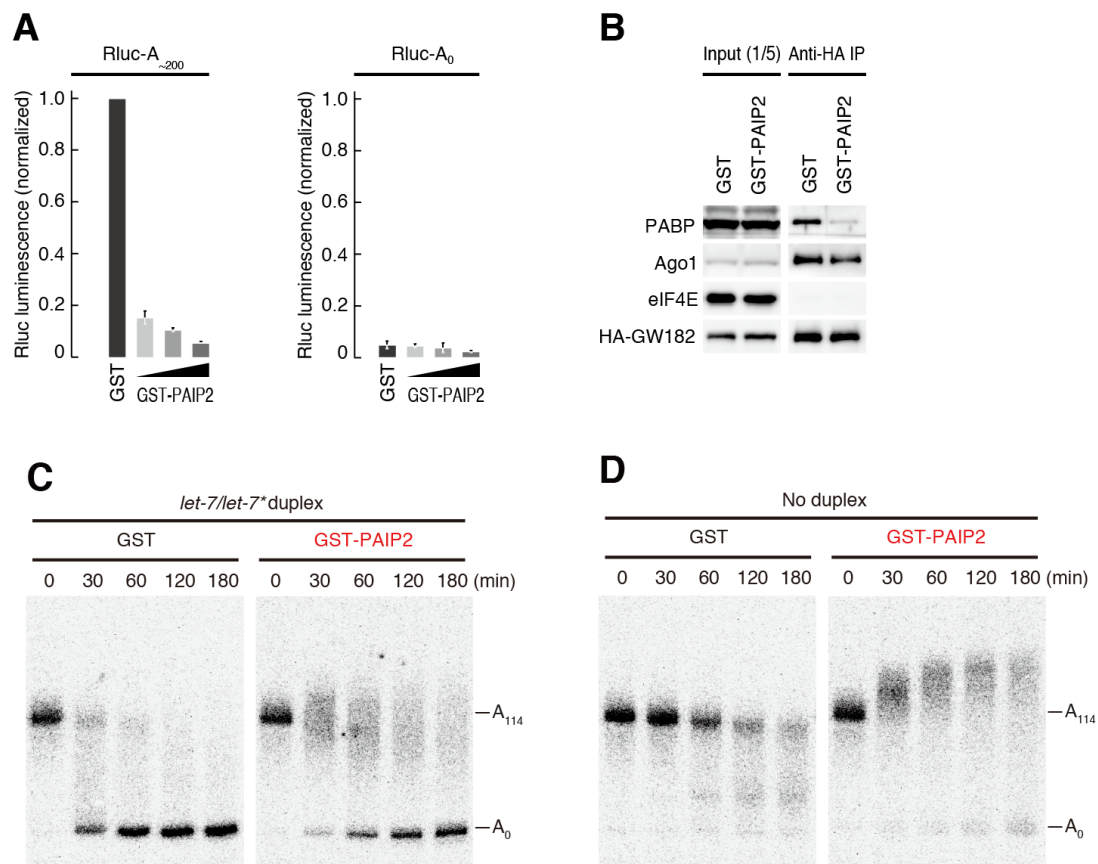 A
Rluc-A~200
Rluc luminescence (normalized)
1.0
0.8
0.6
0.4
0.2
0
GST
GST-PAIP2
Rluc-A0
Rluc luminescence (normalized)
1.0
0.8
0.6
0.4
0.2
0
GST
GST-PAIP2
B
Input (1/5) Anti-HA IP
GST GST-PAIP2 GST GST-PAIP2
PABP
Ago1
eIF4E
HA-GW182
C
let-7/let-7* duplex
GST GST-PAIP2
0 30 60 120 180 0 30 60 120 180 (min)
A114
A0
D
No duplex
GST GST-PAIP2
0 30 60 120 180 0 30 60 120 180 (min)
A114
A0